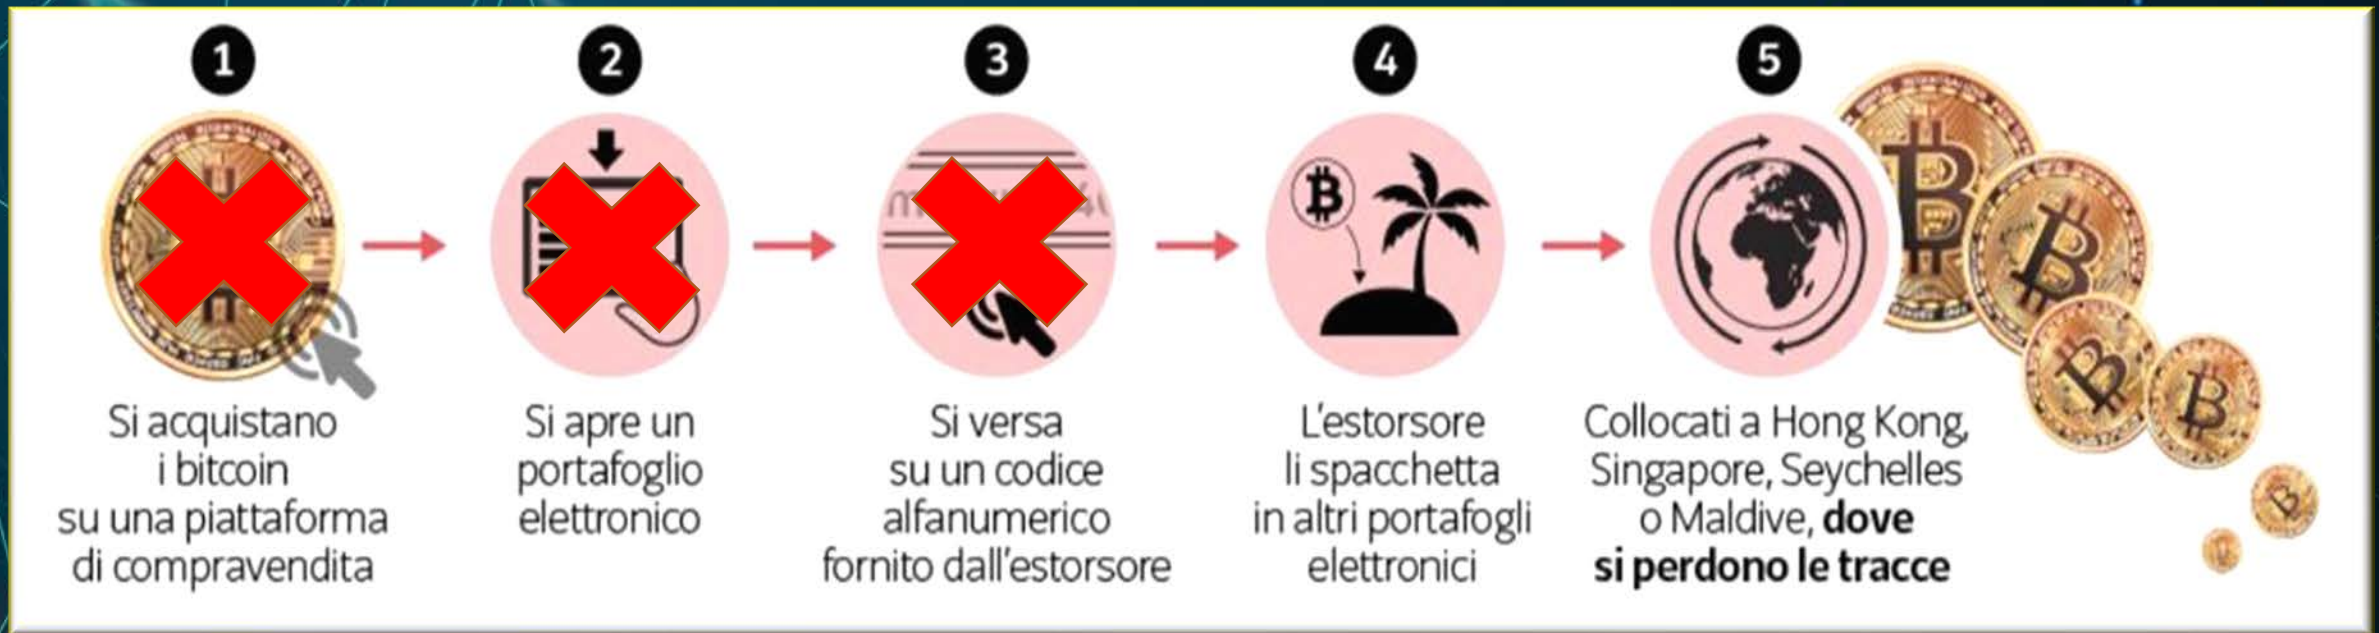 1
2
3
4
5
Si acquistano
i bitcoin
su una piattaforma
di compravendita
Si apre un
portafoglio
elettronico
Si versa
su un codice
alfanumerico
fornito dall'estorsore
L'estorsore
li spacchetta
in altri portafogli
elettronici
Collocati a Hong Kong,
Singapore, Seychelles
o Maldive, dove
si perdono le tracce